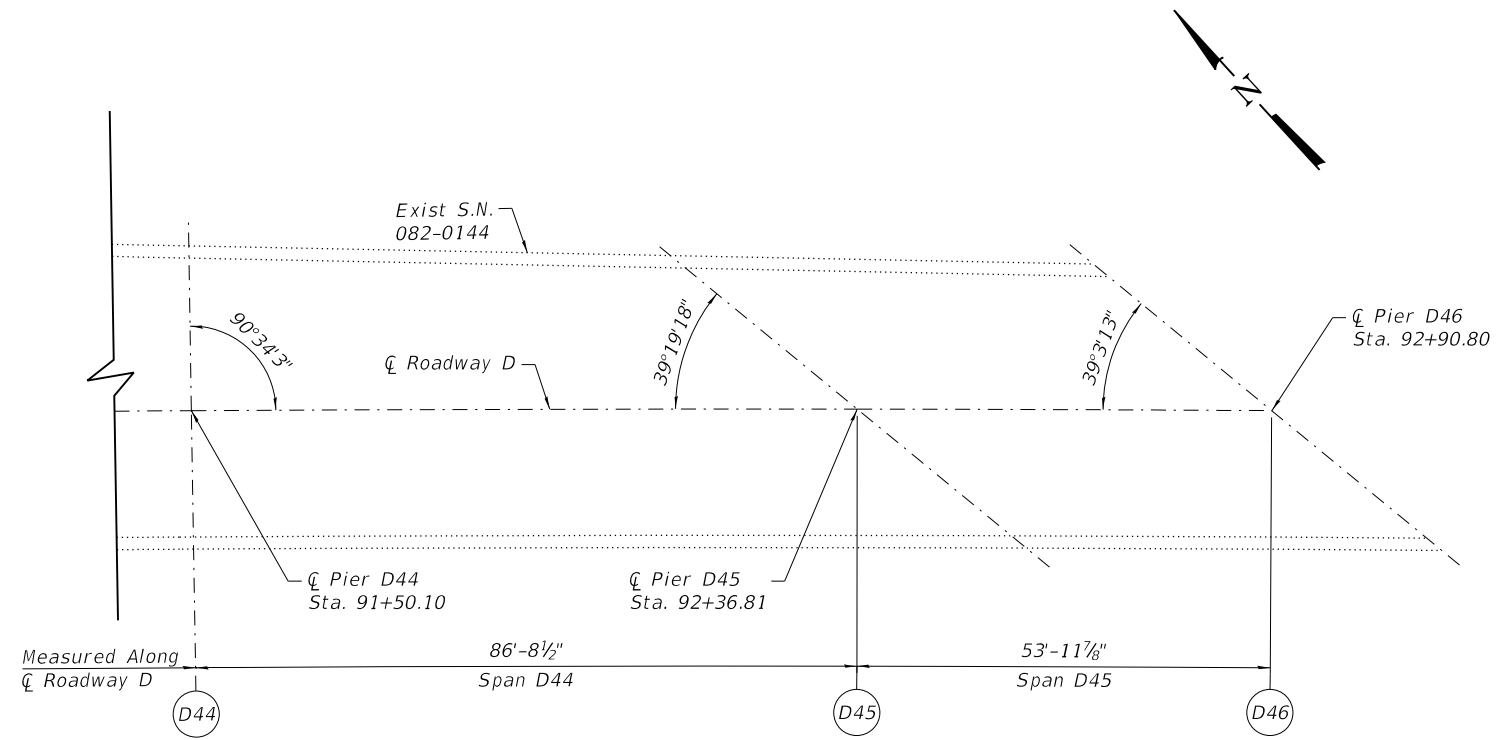 N
Exist S.N.
082-0144
90°34'3"
39°19'18"
39°3'13"
℄ Roadway D
℄ Pier D46
Sta. 92+90.80
℄ Pier D44
Sta. 91+50.10
℄ Pier D45
Sta. 92+36.81
Measured Along
℄ Roadway D
86'-8½"
Span D44
53'-11⅞"
Span D45
D44
D45
D46